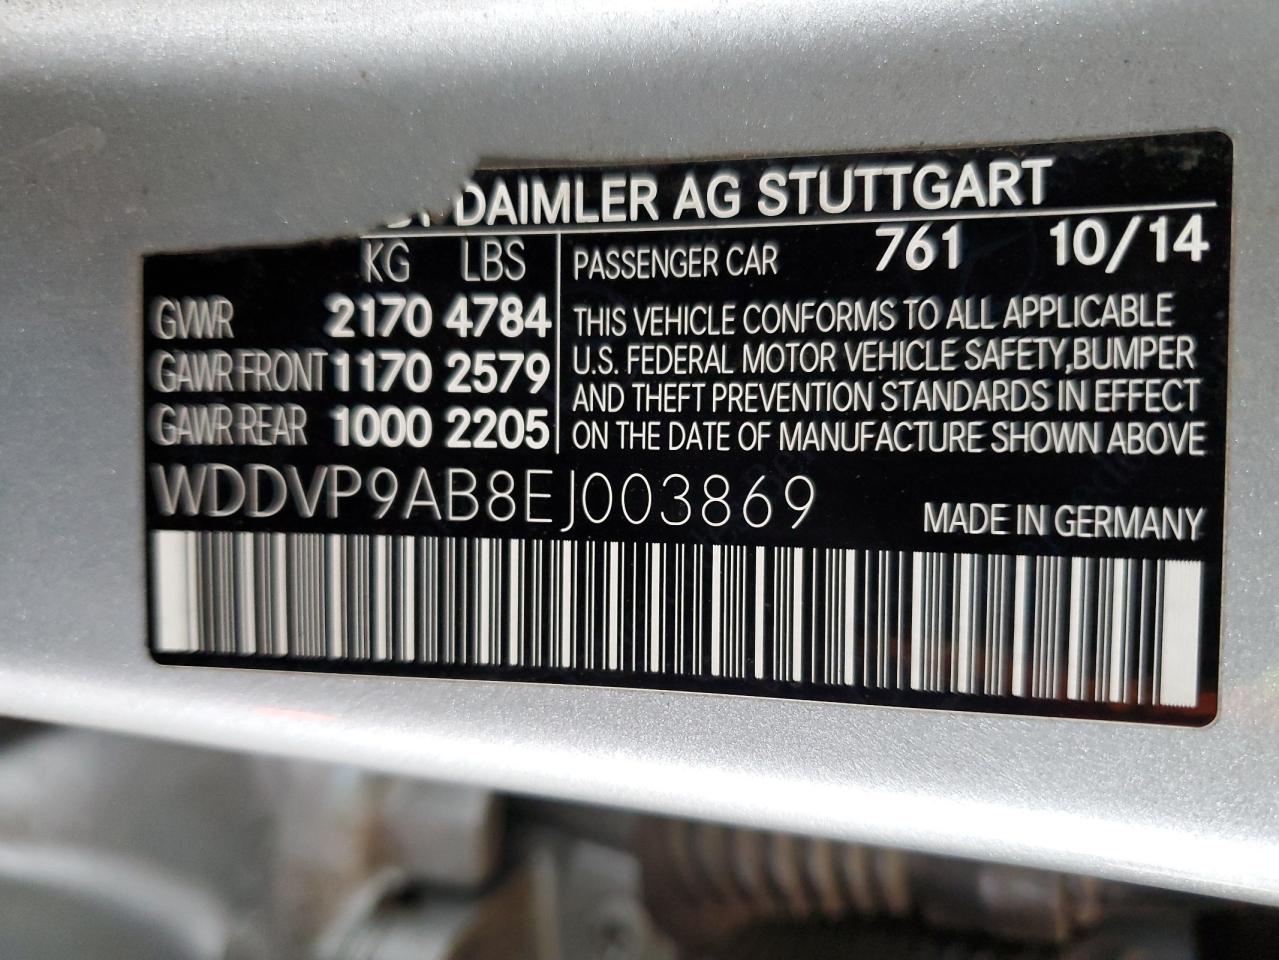 DAIMLER AG STUTTGART
KG LBS
GVWR 2170 4784
GAWR FRONT 1170 2579
GAWR REAR 1000 2205
PASSENGER CAR 761 10/14
THIS VEHICLE CONFORMS TO ALL APPLICABLE
U.S. FEDERAL MOTOR VEHICLE SAFETY,BUMPER
AND THEFT PREVENTION STANDARDS IN EFFECT
ON THE DATE OF MANUFACTURE SHOWN ABOVE
WDDVP9AB8EJ003869
MADE IN GERMANY